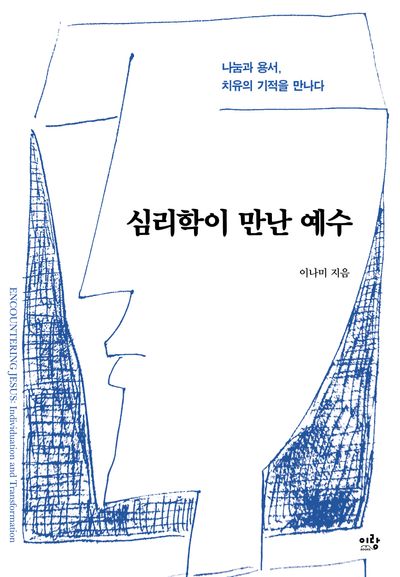 나눔과 용서,
치유의 기적을 만나다
심리학이 만난 예수
이나미 지음
ENCOUNTERING JESUS: Individuation and Transformation
이랑